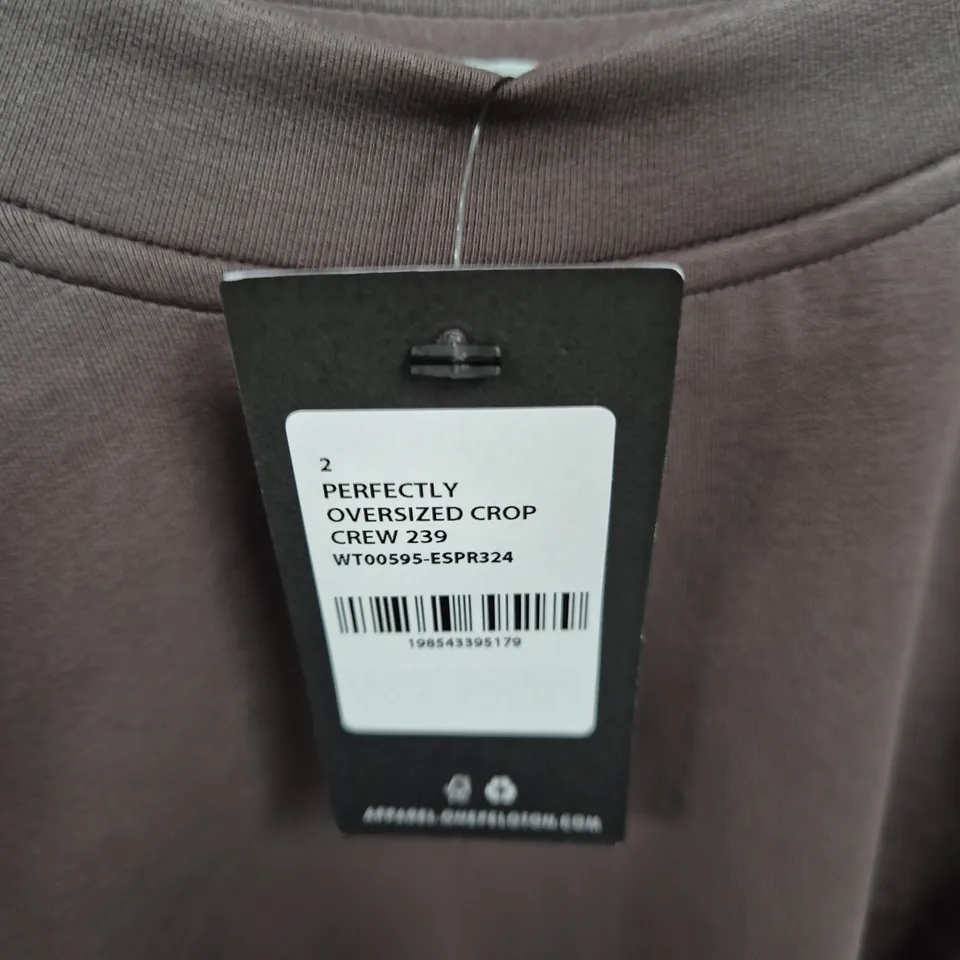 2
PERFECTLY
OVERSIZED CROP
CREW 239
WT00595-ESPR324
198543395179
APPAREL.ONEPELOTON.COM